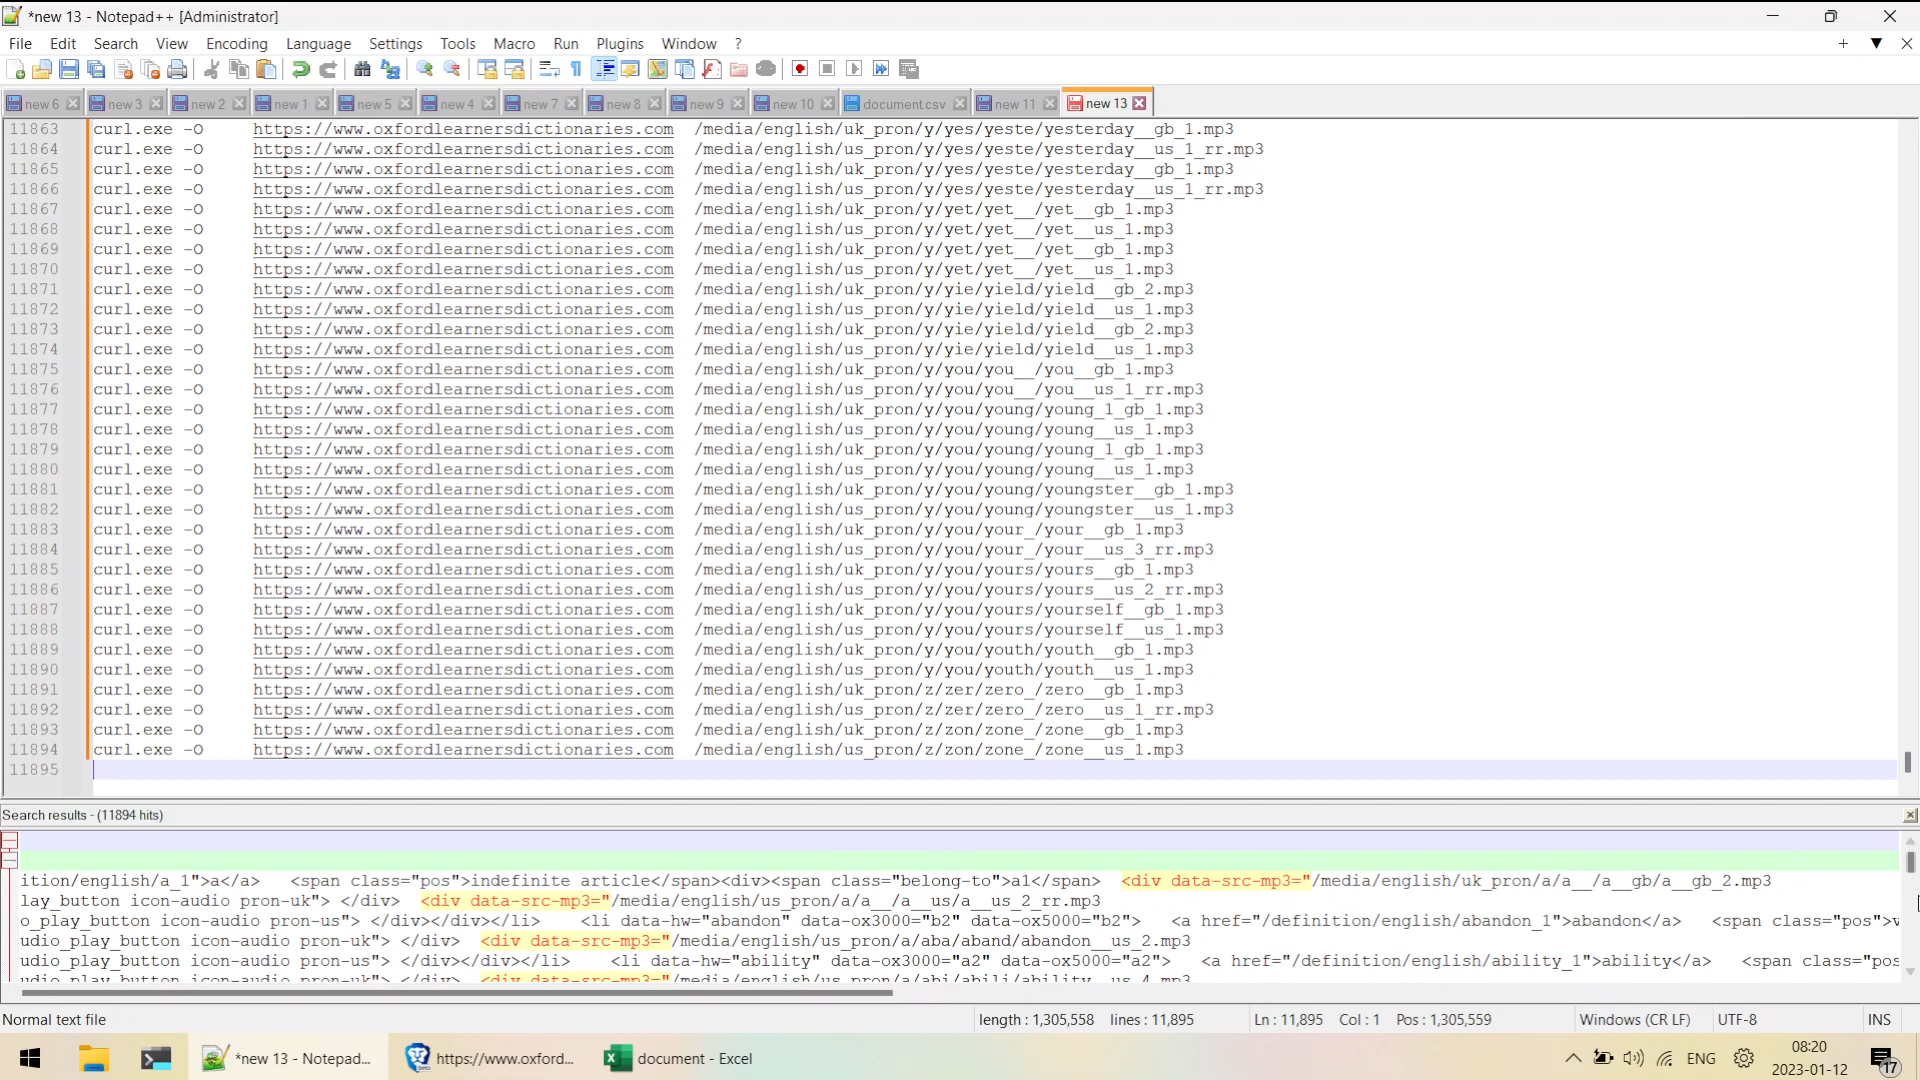 *new 13 - Notepad++ [Administrator]
File Edit Search View Encoding Language Settings Tools Macro Run Plugins Window ?
new 6 new 3 new 2 new 1 new 5 new 4 new 7 new 8 new 9 new 10 document.csv new 11 new 13
11863 curl.exe -O https://www.oxfordlearnersdictionaries.com /media/english/uk_pron/y/yes/yeste/yesterday__gb_1.mp3
11864 curl.exe -O https://www.oxfordlearnersdictionaries.com /media/english/us_pron/y/yes/yeste/yesterday__us_1_rr.mp3
11865 curl.exe -O https://www.oxfordlearnersdictionaries.com /media/english/uk_pron/y/yes/yeste/yesterday__gb_1.mp3
11866 curl.exe -O https://www.oxfordlearnersdictionaries.com /media/english/us_pron/y/yes/yeste/yesterday__us_1_rr.mp3
11867 curl.exe -O https://www.oxfordlearnersdictionaries.com /media/english/uk_pron/y/yet/yet__/yet__gb_1.mp3
11868 curl.exe -O https://www.oxfordlearnersdictionaries.com /media/english/us_pron/y/yet/yet__/yet__us_1.mp3
11869 curl.exe -O https://www.oxfordlearnersdictionaries.com /media/english/uk_pron/y/yet/yet__/yet__gb_1.mp3
11870 curl.exe -O https://www.oxfordlearnersdictionaries.com /media/english/us_pron/y/yet/yet__/yet__us_1.mp3
11871 curl.exe -O https://www.oxfordlearnersdictionaries.com /media/english/uk_pron/y/yie/yield/yield__gb_2.mp3
11872 curl.exe -O https://www.oxfordlearnersdictionaries.com /media/english/us_pron/y/yie/yield/yield__us_1.mp3
11873 curl.exe -O https://www.oxfordlearnersdictionaries.com /media/english/uk_pron/y/yie/yield/yield__gb_2.mp3
11874 curl.exe -O https://www.oxfordlearnersdictionaries.com /media/english/us_pron/y/yie/yield/yield__us_1.mp3
11875 curl.exe -O https://www.oxfordlearnersdictionaries.com /media/english/uk_pron/y/you/you__/you__gb_1.mp3
11876 curl.exe -O https://www.oxfordlearnersdictionaries.com /media/english/us_pron/y/you/you__/you__us_1_rr.mp3
11877 curl.exe -O https://www.oxfordlearnersdictionaries.com /media/english/uk_pron/y/you/young/young_1_gb_1.mp3
11878 curl.exe -O https://www.oxfordlearnersdictionaries.com /media/english/us_pron/y/you/young/young__us_1.mp3
11879 curl.exe -O https://www.oxfordlearnersdictionaries.com /media/english/uk_pron/y/you/young/young_1_gb_1.mp3
11880 curl.exe -O https://www.oxfordlearnersdictionaries.com /media/english/us_pron/y/you/young/young__us_1.mp3
11881 curl.exe -O https://www.oxfordlearnersdictionaries.com /media/english/uk_pron/y/you/young/youngster__gb_1.mp3
11882 curl.exe -O https://www.oxfordlearnersdictionaries.com /media/english/us_pron/y/you/young/youngster__us_1.mp3
11883 curl.exe -O https://www.oxfordlearnersdictionaries.com /media/english/uk_pron/y/you/your_/your__gb_1.mp3
11884 curl.exe -O https://www.oxfordlearnersdictionaries.com /media/english/us_pron/y/you/your_/your__us_3_rr.mp3
11885 curl.exe -O https://www.oxfordlearnersdictionaries.com /media/english/uk_pron/y/you/yours/yours__gb_1.mp3
11886 curl.exe -O https://www.oxfordlearnersdictionaries.com /media/english/us_pron/y/you/yours/yours__us_2_rr.mp3
11887 curl.exe -O https://www.oxfordlearnersdictionaries.com /media/english/uk_pron/y/you/yours/yourself__gb_1.mp3
11888 curl.exe -O https://www.oxfordlearnersdictionaries.com /media/english/us_pron/y/you/yours/yourself__us_1.mp3
11889 curl.exe -O https://www.oxfordlearnersdictionaries.com /media/english/uk_pron/y/you/youth/youth__gb_1.mp3
11890 curl.exe -O https://www.oxfordlearnersdictionaries.com /media/english/us_pron/y/you/youth/youth__us_1.mp3
11891 curl.exe -O https://www.oxfordlearnersdictionaries.com /media/english/uk_pron/z/zer/zero_/zero__gb_1.mp3
11892 curl.exe -O https://www.oxfordlearnersdictionaries.com /media/english/us_pron/z/zer/zero_/zero__us_1_rr.mp3
11893 curl.exe -O https://www.oxfordlearnersdictionaries.com /media/english/uk_pron/z/zon/zone_/zone__gb_1.mp3
11894 curl.exe -O https://www.oxfordlearnersdictionaries.com /media/english/us_pron/z/zon/zone_/zone__us_1.mp3
11895
Search results - (11894 hits)
ition/english/a_1">a</a> <span class="pos">indefinite article</span><div><span class="belong-to">a1</span> <div data-src-mp3="/media/english/uk_pron/a/a__/a__gb/a__gb_2.mp3
lay_button icon-audio pron-uk"> </div> <div data-src-mp3="/media/english/us_pron/a/a__/a__us/a__us_2_rr.mp3
o_play_button icon-audio pron-us"> </div></div></li> <li data-hw="abandon" data-ox3000="b2" data-ox5000="b2"> <a href="/definition/english/abandon_1">abandon</a> <span class="pos">v
udio_play_button icon-audio pron-uk"> </div> <div data-src-mp3="/media/english/us_pron/a/aba/aband/abandon__us_2.mp3
udio_play_button icon-audio pron-us"> </div></div></li> <li data-hw="ability" data-ox3000="a2" data-ox5000="a2"> <a href="/definition/english/ability_1">ability</a> <span class="pos
udio_play_button icon-audio pron-uk"> </div> <div data-src-mp3="/media/english/us_pron/a/abi/abili/ability__us_4.mp3
Normal text file length : 1,305,558 lines : 11,895 Ln : 11,895 Col : 1 Pos : 1,305,559 Windows (CR LF) UTF-8 INS
*new 13 - Notepad... https://www.oxford... document - Excel ENG 08:20
2023-01-12 17